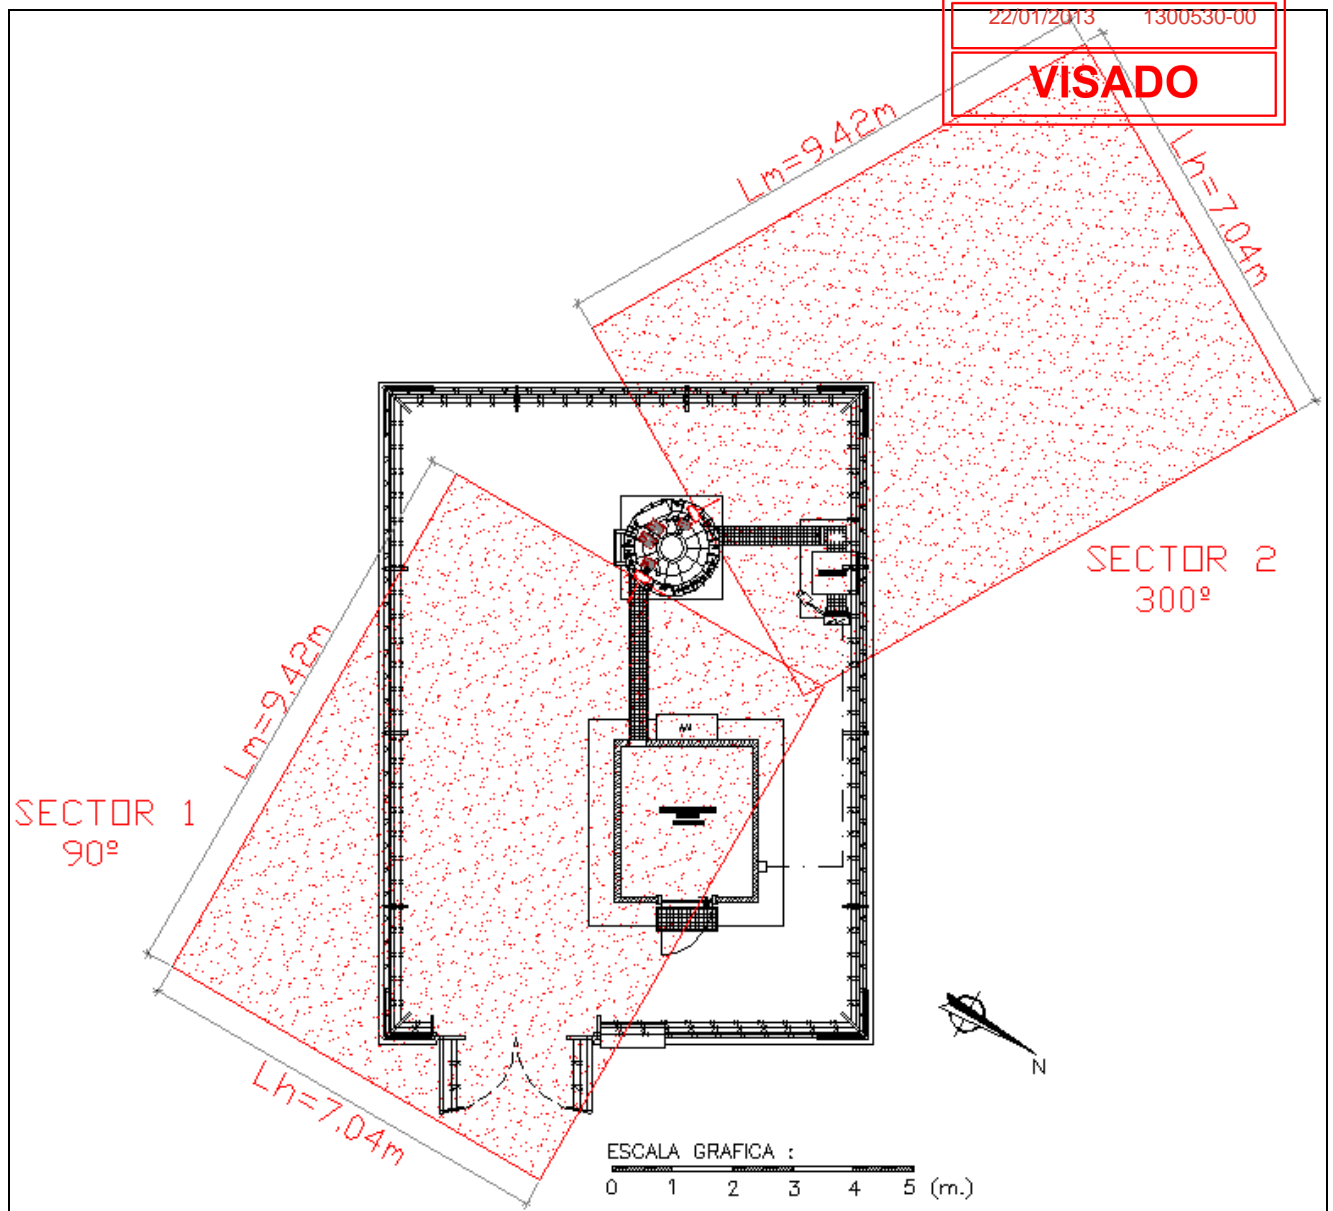 22/01/2013 1300530-00
VISADO
Lm=9,42m
Lh=7,04m
SECTOR 2
300º
Lm=9,42m
SECTOR 1
90º
Lh=7,04m
N
ESCALA GRAFICA :
0 1 2 3 4 5 (m.)